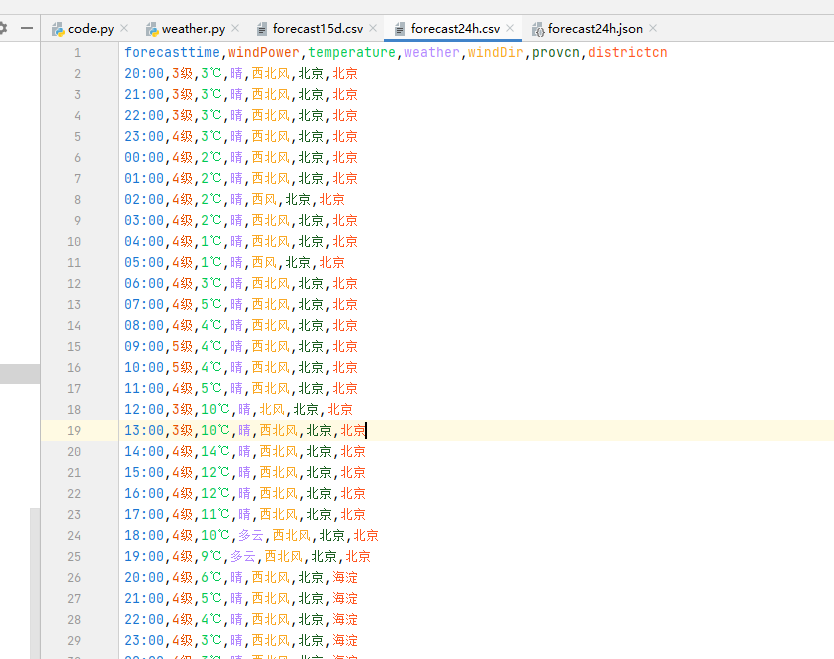 code.py weather.py forecast15d.csv forecast24h.csv forecast24h.json
1 forecasttime,windPower,temperature,weather,windDir,provcn,districtcn
2 20:00,3级,3℃,晴,西北风,北京,北京
3 21:00,3级,3℃,晴,西北风,北京,北京
4 22:00,3级,3℃,晴,西北风,北京,北京
5 23:00,4级,3℃,晴,西北风,北京,北京
6 00:00,4级,2℃,晴,西北风,北京,北京
7 01:00,4级,2℃,晴,西北风,北京,北京
8 02:00,4级,2℃,晴,西风,北京,北京
9 03:00,4级,2℃,晴,西北风,北京,北京
10 04:00,4级,1℃,晴,西北风,北京,北京
11 05:00,4级,1℃,晴,西风,北京,北京
12 06:00,4级,3℃,晴,西北风,北京,北京
13 07:00,4级,5℃,晴,西北风,北京,北京
14 08:00,4级,4℃,晴,西北风,北京,北京
15 09:00,5级,4℃,晴,西北风,北京,北京
16 10:00,5级,4℃,晴,西北风,北京,北京
17 11:00,4级,5℃,晴,西北风,北京,北京
18 12:00,3级,10℃,晴,北风,北京,北京
19 13:00,3级,10℃,晴,西北风,北京,北京
20 14:00,4级,14℃,晴,西北风,北京,北京
21 15:00,4级,12℃,晴,西北风,北京,北京
22 16:00,4级,12℃,晴,西北风,北京,北京
23 17:00,4级,11℃,晴,西北风,北京,北京
24 18:00,4级,10℃,多云,西北风,北京,北京
25 19:00,4级,9℃,多云,西北风,北京,北京
26 20:00,4级,6℃,晴,西北风,北京,海淀
27 21:00,4级,5℃,晴,西北风,北京,海淀
28 22:00,4级,4℃,晴,西北风,北京,海淀
29 23:00,4级,3℃,晴,西北风,北京,海淀